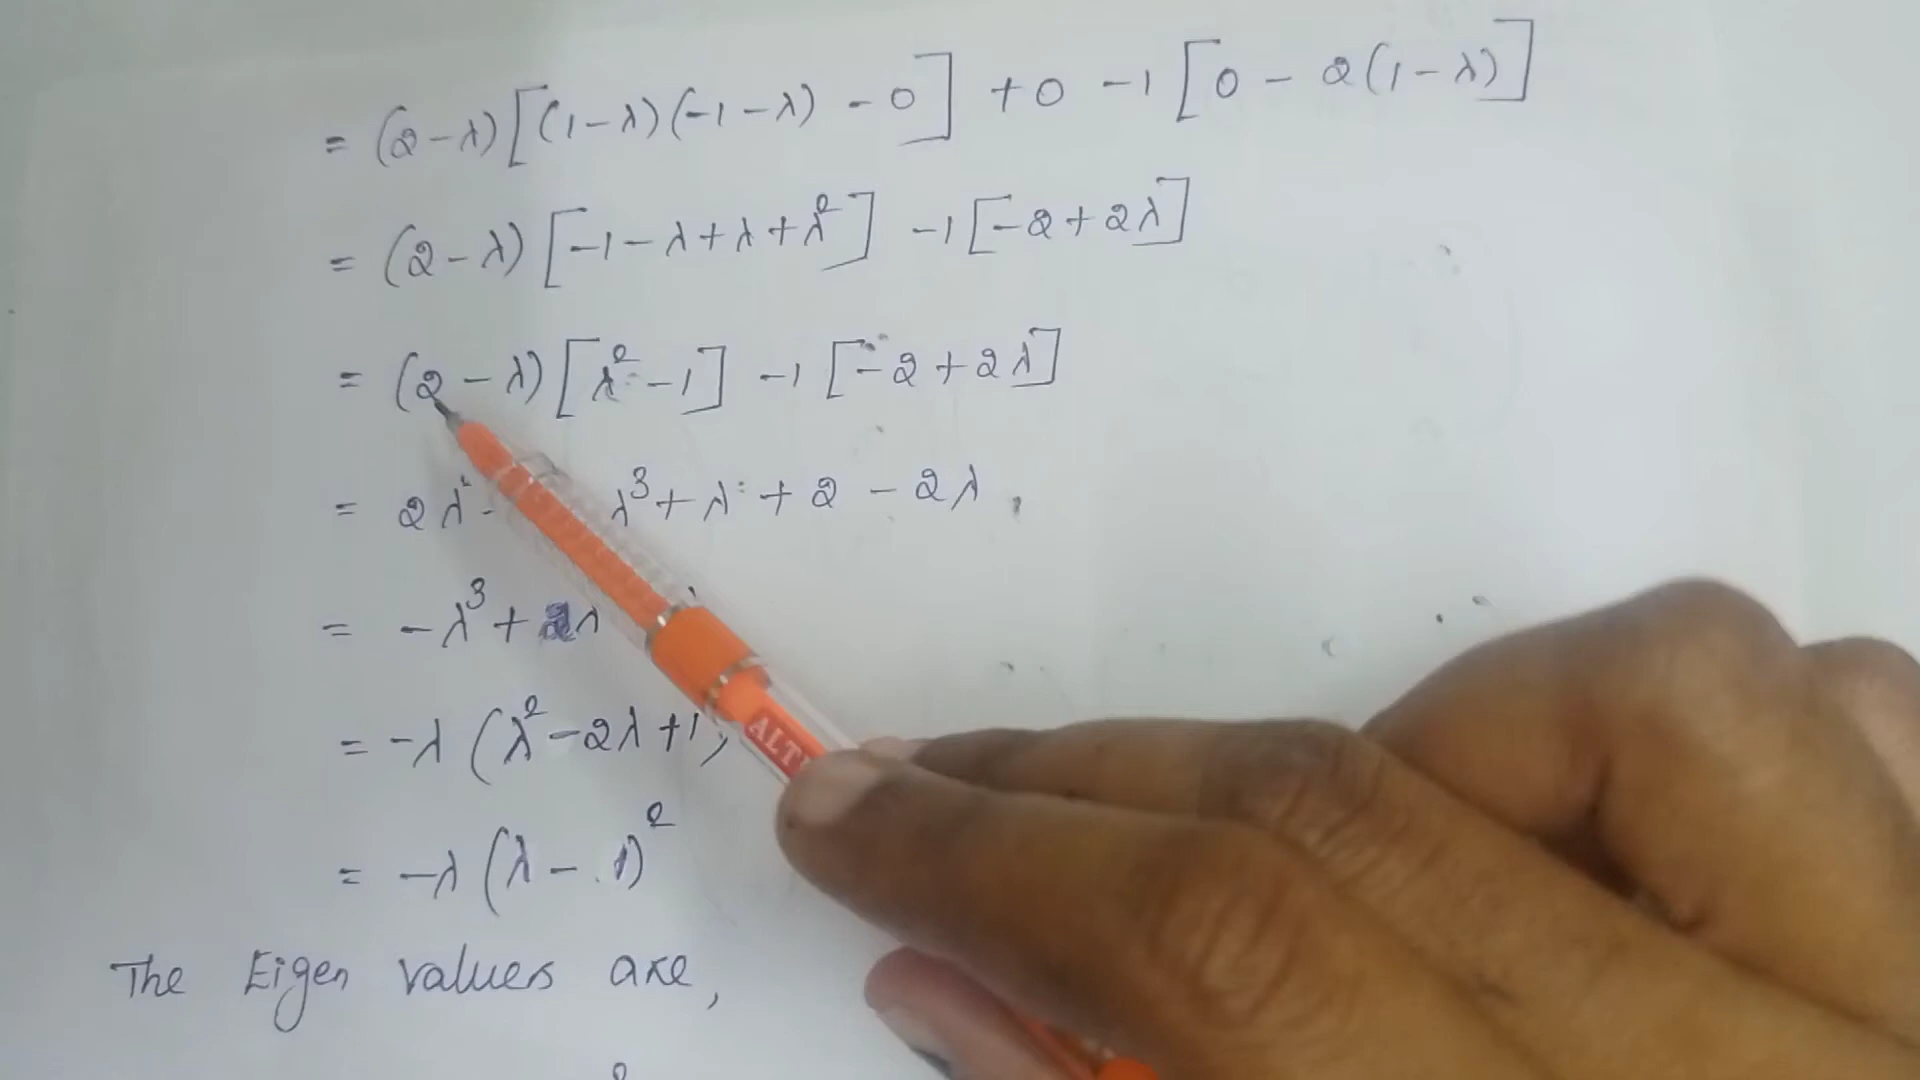 = (2-λ)[(1-λ)(-1-λ) - 0] + 0 - 1[0 - 2(1-λ)]
= (2-λ)[-1-λ+λ+λ²] -1[-2+2λ]
= (2-λ)[λ²-1] -1[-2+2λ]
= 2λ² - λ³+λ+2-2λ
= -λ³+2λ
= -λ(λ²-2λ+1)
= -λ(λ-1)²
The Eigen values are,
ALT